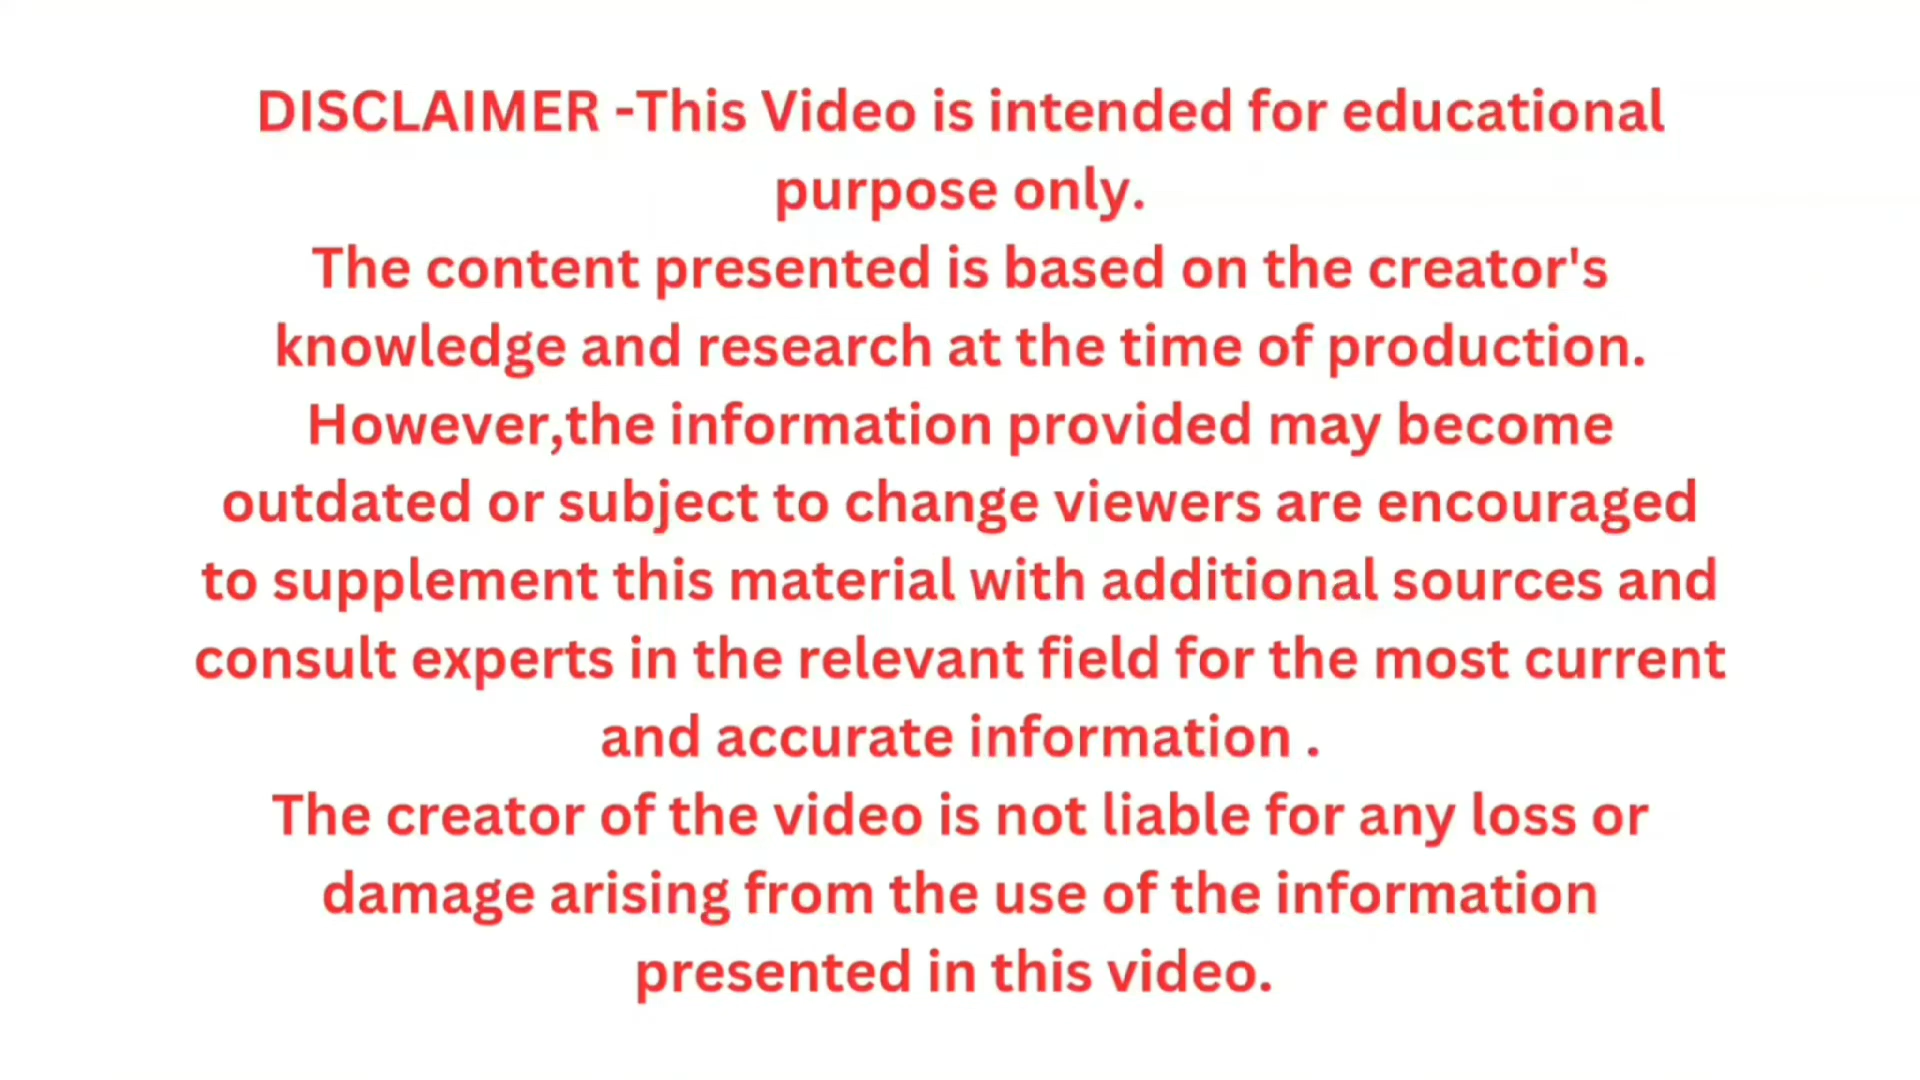 DISCLAIMER -This Video is intended for educational
purpose only.
The content presented is based on the creator's
knowledge and research at the time of production.
However,the information provided may become
outdated or subject to change viewers are encouraged
to supplement this material with additional sources and
consult experts in the relevant field for the most current
and accurate information .
The creator of the video is not liable for any loss or
damage arising from the use of the information
presented in this video.